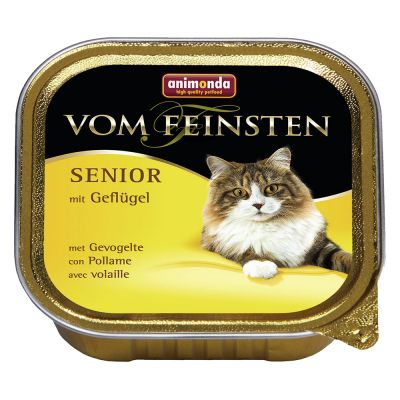 animonda
high quality petfood
VOM FEINSTEN
SENIOR
mit Geflügel
met Gevogelte
con Pollame
avec volaille